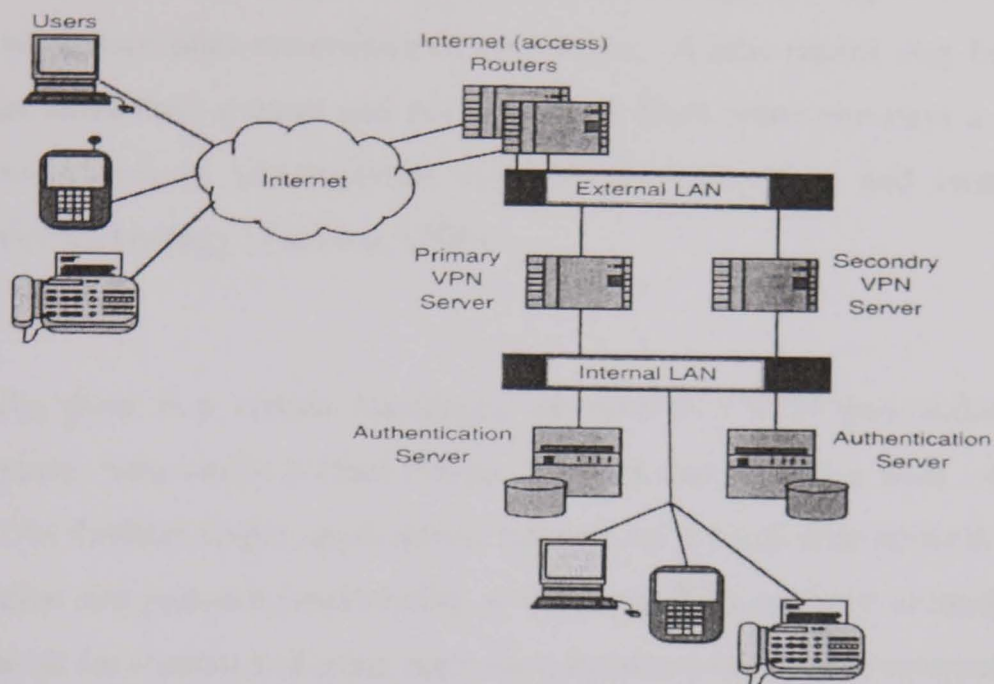 Users
Internet (access)
Routers
Internet
External LAN
Primary
VPN
Server
Secondry
VPN
Server
Internal LAN
Authentication
Server
Authentication
Server